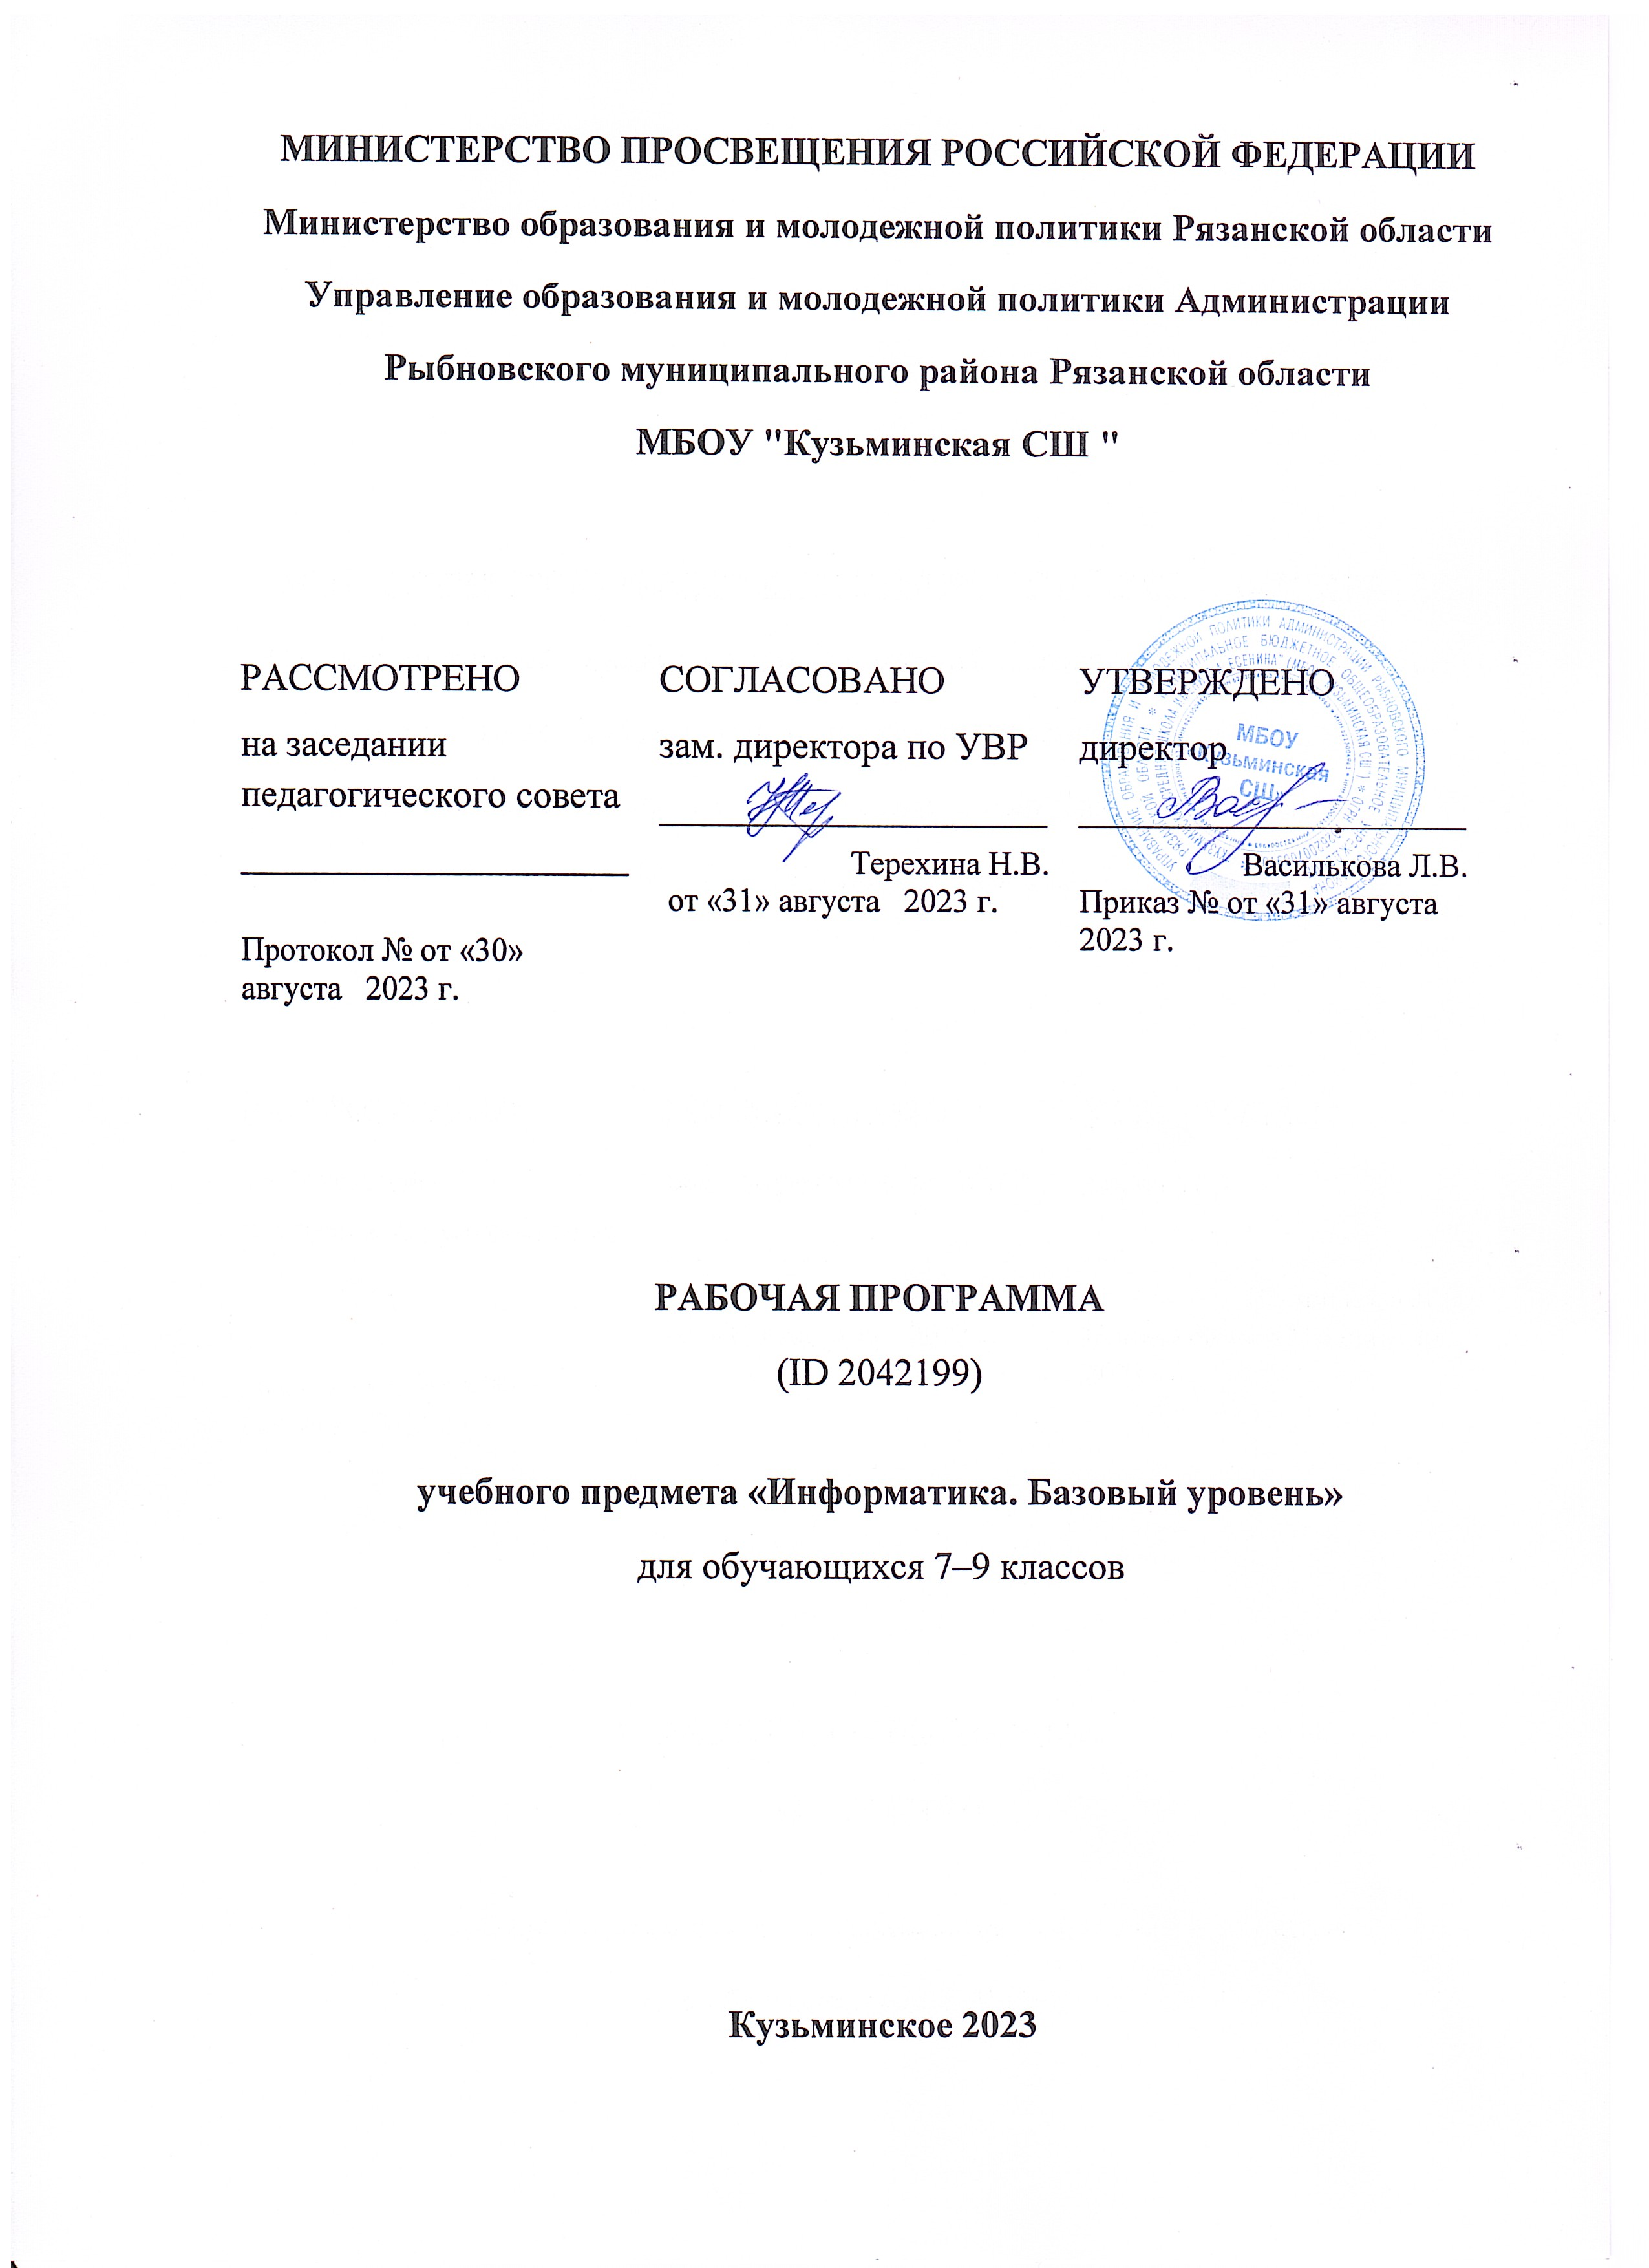 МИНИСТЕРСТВО ПРОСВЕЩЕНИЯ РОССИЙСКОЙ ФЕДЕРАЦИИ
Министерство образования и молодежной политики Рязанской области
Управление образования и молодежной политики Администрации
Рыбновского муниципального района Рязанской области
МБОУ "Кузьминская СШ "
РАССМОТРЕНО
на заседании
педагогического совета
Протокол № от «30»
августа 2023 г.
СОГЛАСОВАНО
зам. директора по УВР
Терехина Н.В.
от «31» августа 2023 г.
УТВЕРЖДЕНО
директор
Василькова Л.В.
Приказ № от «31» августа
2023 г.
МБОУ
Кузьминская
СШ»
РАБОЧАЯ ПРОГРАММА
(ID 2042199)
учебного предмета «Информатика. Базовый уровень»
для обучающихся 7–9 классов
Кузьминское 2023